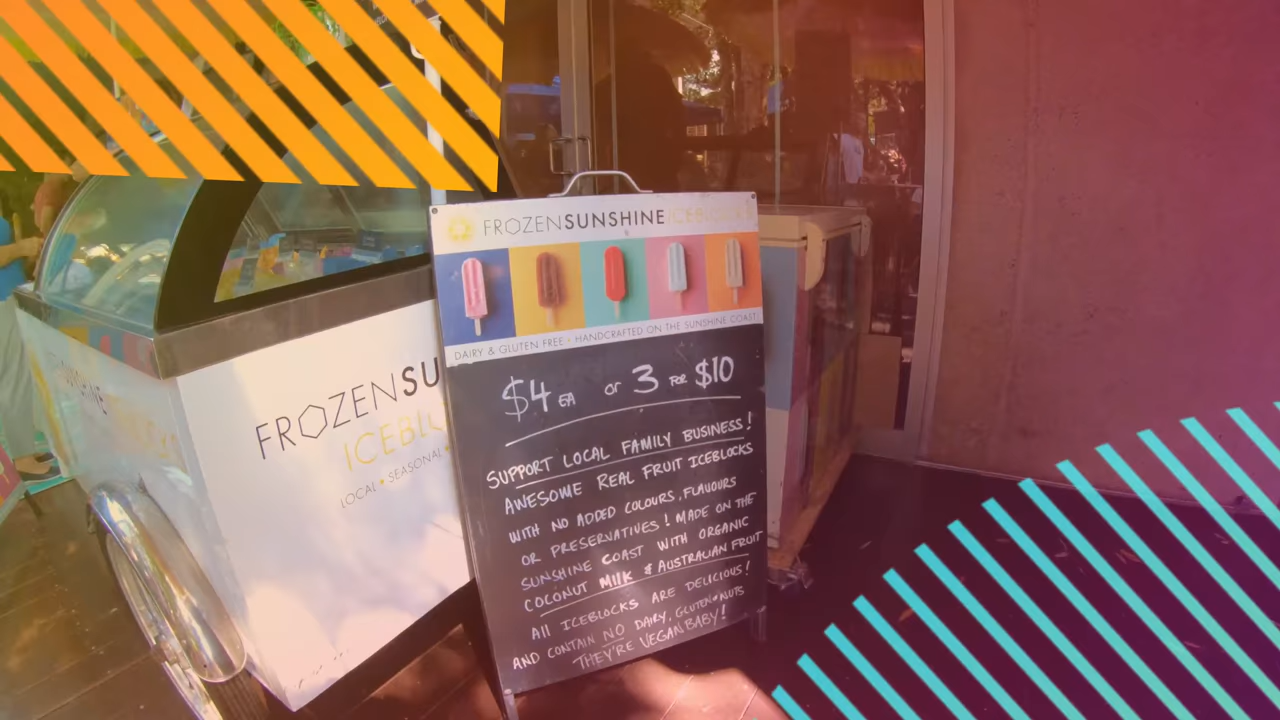 FROZENSUNSHINE ICEBLOCKS
DAIRY & GLUTEN FREE · HANDCRAFTED ON THE SUNSHINE COAST
$4 EA or 3 FOR $10
SUPPORT LOCAL FAMILY BUSINESS!
AWESOME REAL FRUIT ICEBLOCKS
WITH NO ADDED COLOURS, FLAVOURS
OR PRESERVATIVES! MADE ON THE
SUNSHINE COAST WITH ORGANIC
COCONUT MILK & AUSTRALIAN FRUIT
All ICEBLOCKS ARE DELICIOUS!
AND CONTAIN NO DAIRY, GLUTEN OR NUTS
THEY'RE VEGAN BABY!
FROZENSU
ICEBL
LOCAL • SEASONAL •